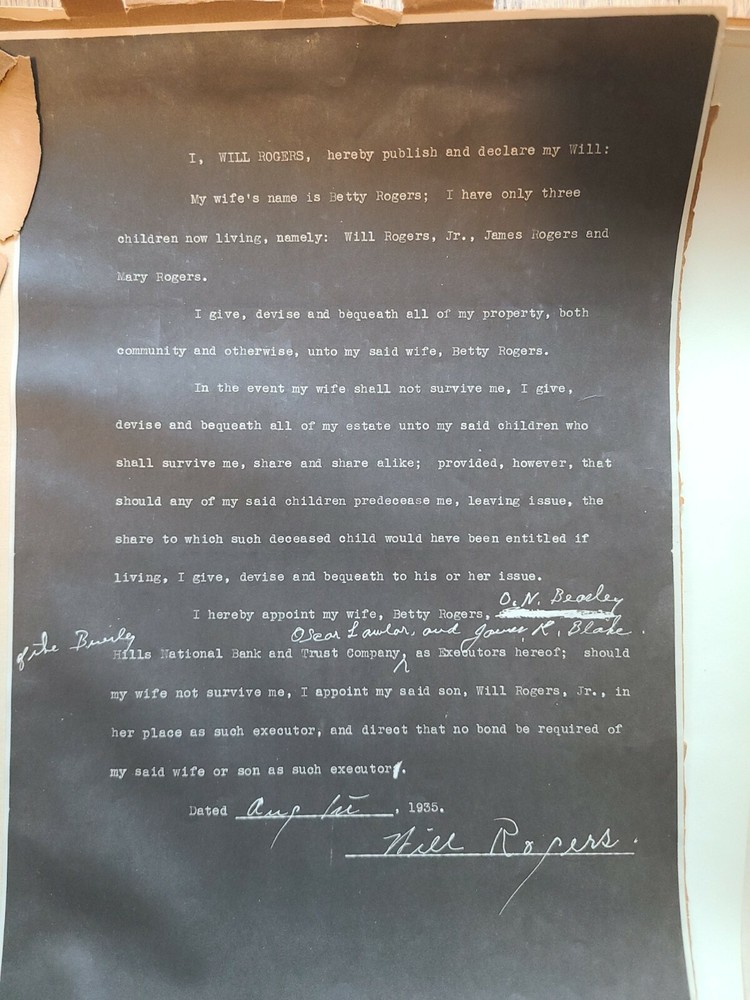 I, WILL ROGERS, hereby publish and declare my Will:
My wife's name is Betty Rogers; I have only three
children now living, namely: Will Rogers, Jr., James Rogers and
Mary Rogers.
I give, devise and bequeath all of my property, both
community and otherwise, unto my said wife, Betty Rogers.
In the event my wife shall not survive me, I give,
devise and bequeath all of my estate unto my said children who
shall survive me, share and share alike; provided, however, that
should any of my said children predecease me, leaving issue, the
share to which such deceased child would have been entitled if
living, I give, devise and bequeath to his or her issue.
I hereby appoint my wife, Betty Rogers, O.N. Beasley
of the Beverly Oscar Lawlor, and James K. Blake.
Hills National Bank and Trust Company, as Executors hereof; should
my wife not survive me, I appoint my said son, Will Rogers, Jr., in
her place as such executor, and direct that no bond be required of
my said wife or son as such executor.
Dated Aug 1st, 1935.
Will Rogers.